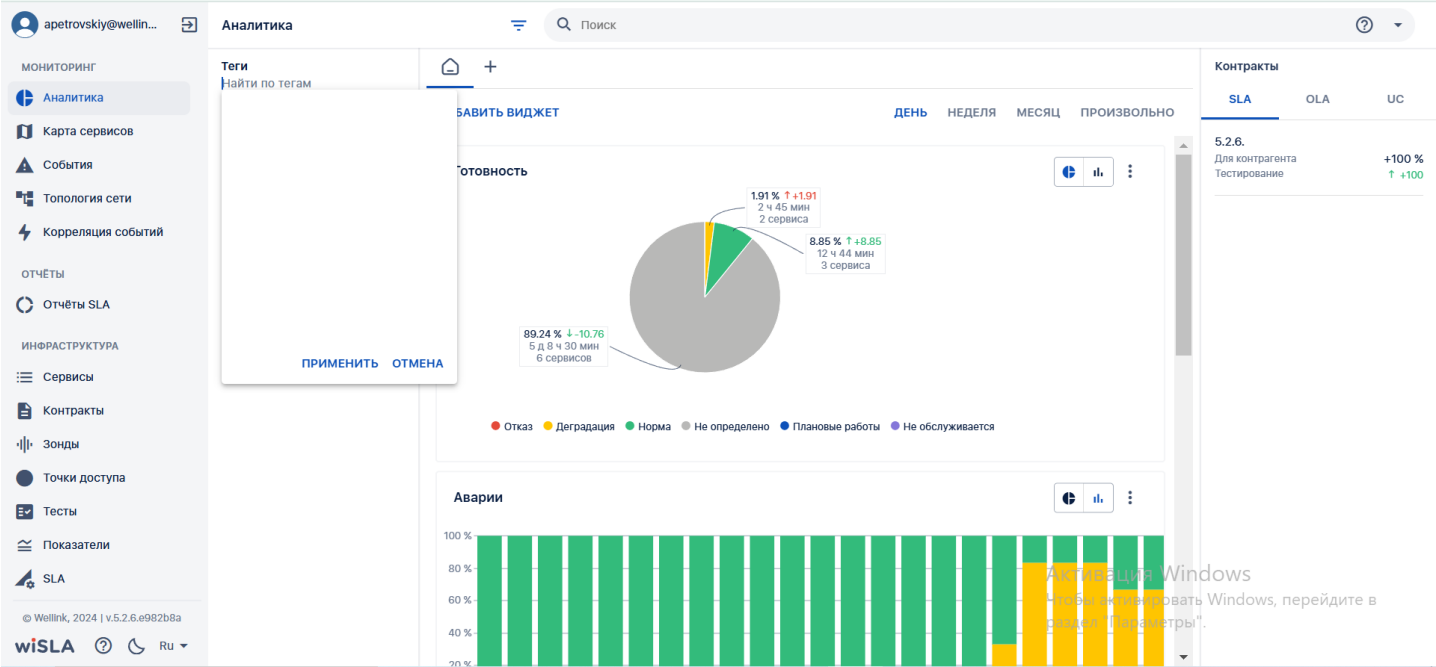 apetrovskiy@wellin...
МОНИТОРИНГ
Аналитика
Карта сервисов
События
Топология сети
Корреляция событий
ОТЧЁТЫ
Отчёты SLA
ИНФРАСТРУКТУРА
Сервисы
Контракты
Зонды
Точки доступа
Тесты
Показатели
SLA
© Wellink, 2024 | v.5.2.6.e982b8a
wiSLA
Ru
Аналитика
Поиск
Теги
Найти по тегам
ПРИМЕНИТЬ ОТМЕНА
БАВИТЬ ВИДЖЕТ
ДЕНЬ НЕДЕЛЯ МЕСЯЦ ПРОИЗВОЛЬНО
Готовность
1.91 % ↑ +1.91
2 ч 45 мин
2 сервиса
8.85 % ↑ +8.85
12 ч 44 мин
3 сервиса
89.24 % ↓ -10.76
5 д 8 ч 30 мин
6 сервисов
Отказ Деградация Норма Не определено Плановые работы Не обслуживается
Аварии
100 %
80 %
60 %
40 %
20 %
Контракты
SLA OLA UC
5.2.6.
Для контрагента +100 %
Тестирование ↑ +100
Активация Windows
Чтобы активировать Windows, перейдите в
раздел "Параметры".